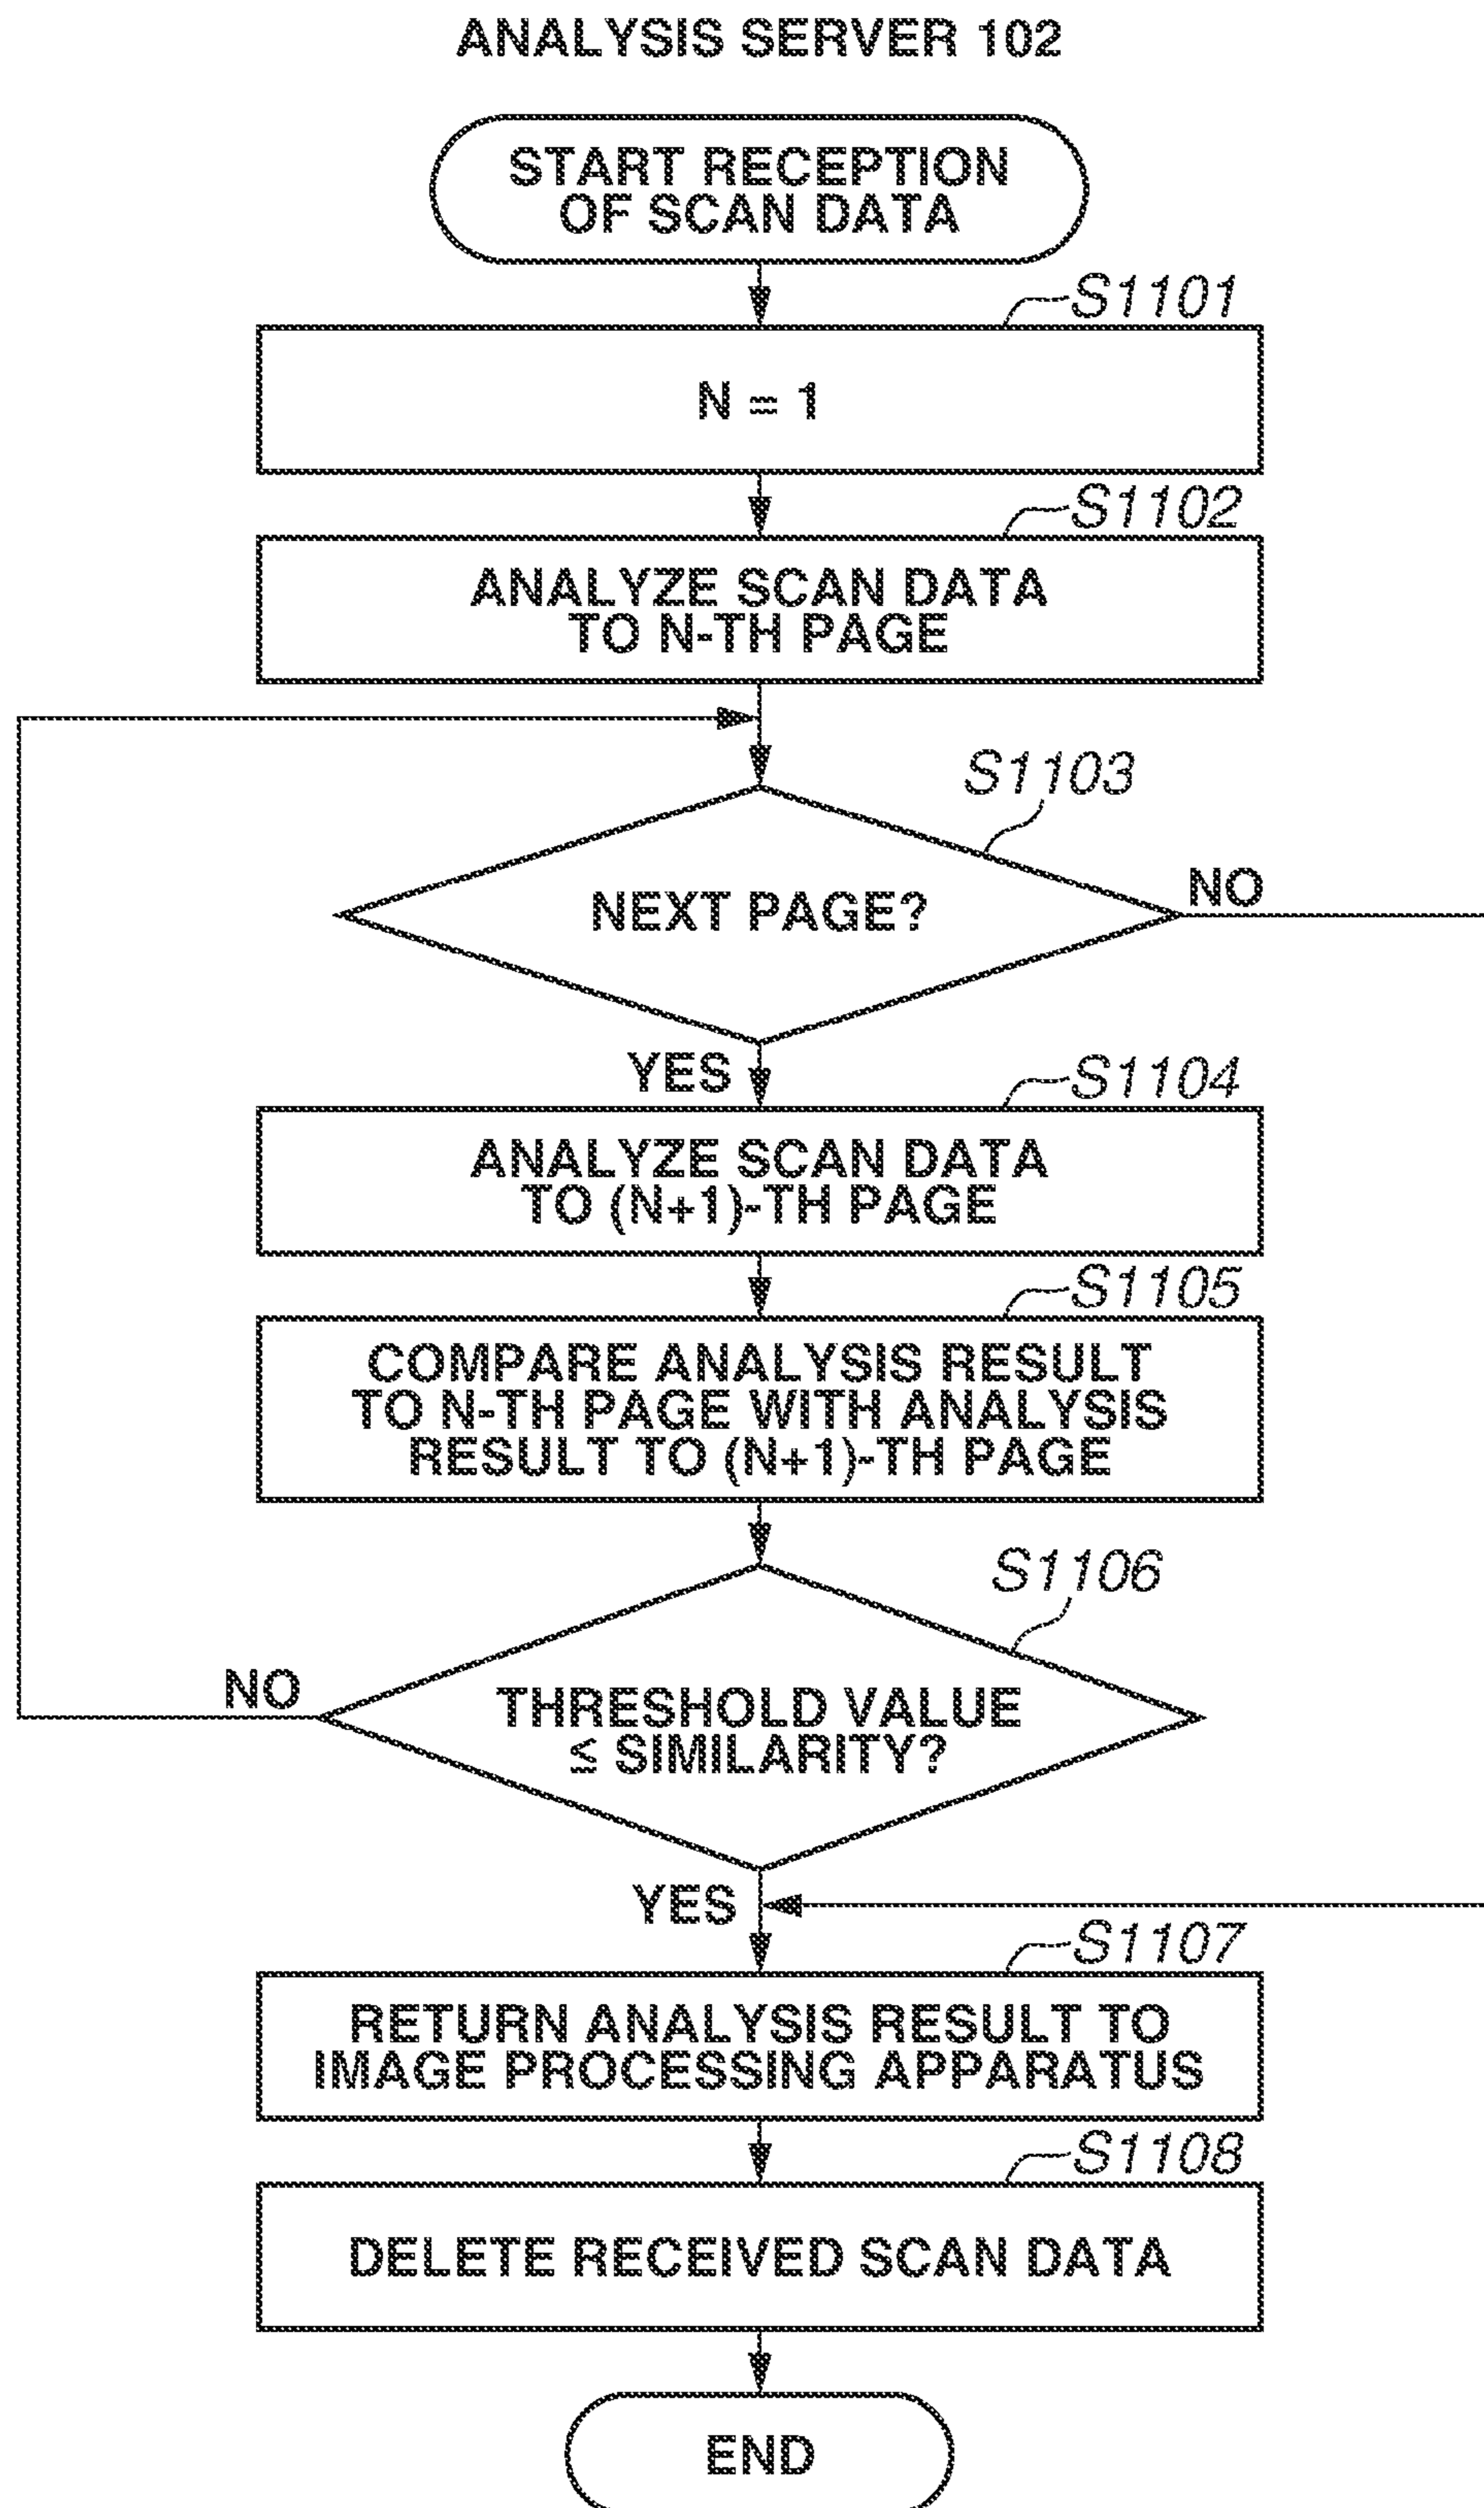 ANALYSIS SERVER 102
START RECEPTION
OF SCAN DATA
S1101
N = 1
S1102
ANALYZE SCAN DATA
TO N-TH PAGE
S1103
NEXT PAGE?
NO
YES
S1104
ANALYZE SCAN DATA
TO (N+1)-TH PAGE
S1105
COMPARE ANALYSIS RESULT
TO N-TH PAGE WITH ANALYSIS
RESULT TO (N+1)-TH PAGE
S1106
NO
THRESHOLD VALUE
≤ SIMILARITY?
YES
S1107
RETURN ANALYSIS RESULT TO
IMAGE PROCESSING APPARATUS
S1108
DELETE RECEIVED SCAN DATA
END